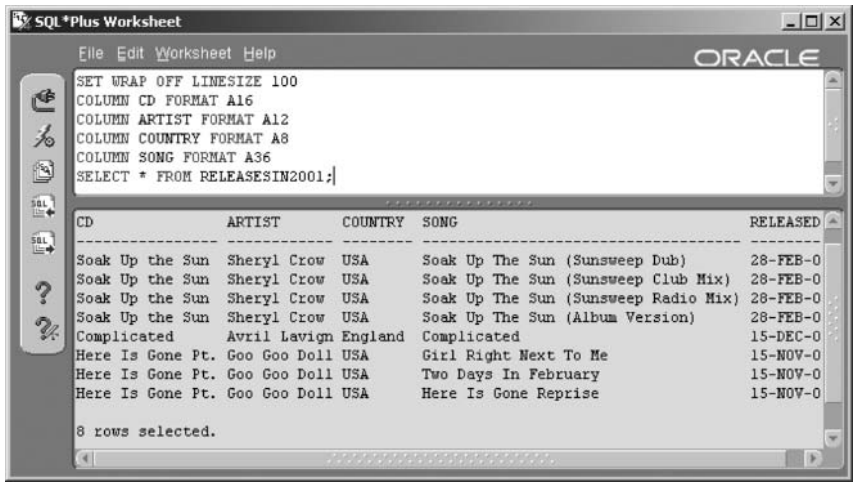 SQL*Plus Worksheet
File Edit Worksheet Help
ORACLE
SET WRAP OFF LINESIZE 100
COLUMN CD FORMAT A16
COLUMN ARTIST FORMAT A12
COLUMN COUNTRY FORMAT A8
COLUMN SONG FORMAT A36
SELECT * FROM RELEASESIN2001;
SQL
SQL
CD ARTIST COUNTRY SONG RELEASED
---------------- ------------ -------- ------------------------------------ --------
Soak Up the Sun Sheryl Crow USA Soak Up The Sun (Sunsweep Dub) 28-FEB-0
Soak Up the Sun Sheryl Crow USA Soak Up The Sun (Sunsweep Club Mix) 28-FEB-0
Soak Up the Sun Sheryl Crow USA Soak Up The Sun (Sunsweep Radio Mix) 28-FEB-0
Soak Up the Sun Sheryl Crow USA Soak Up The Sun (Album Version) 28-FEB-0
Complicated Avril Lavign England Complicated 15-DEC-0
Here Is Gone Pt. Goo Goo Doll USA Girl Right Next To Me 15-NOV-0
Here Is Gone Pt. Goo Goo Doll USA Two Days In February 15-NOV-0
Here Is Gone Pt. Goo Goo Doll USA Here Is Gone Reprise 15-NOV-0
8 rows selected.